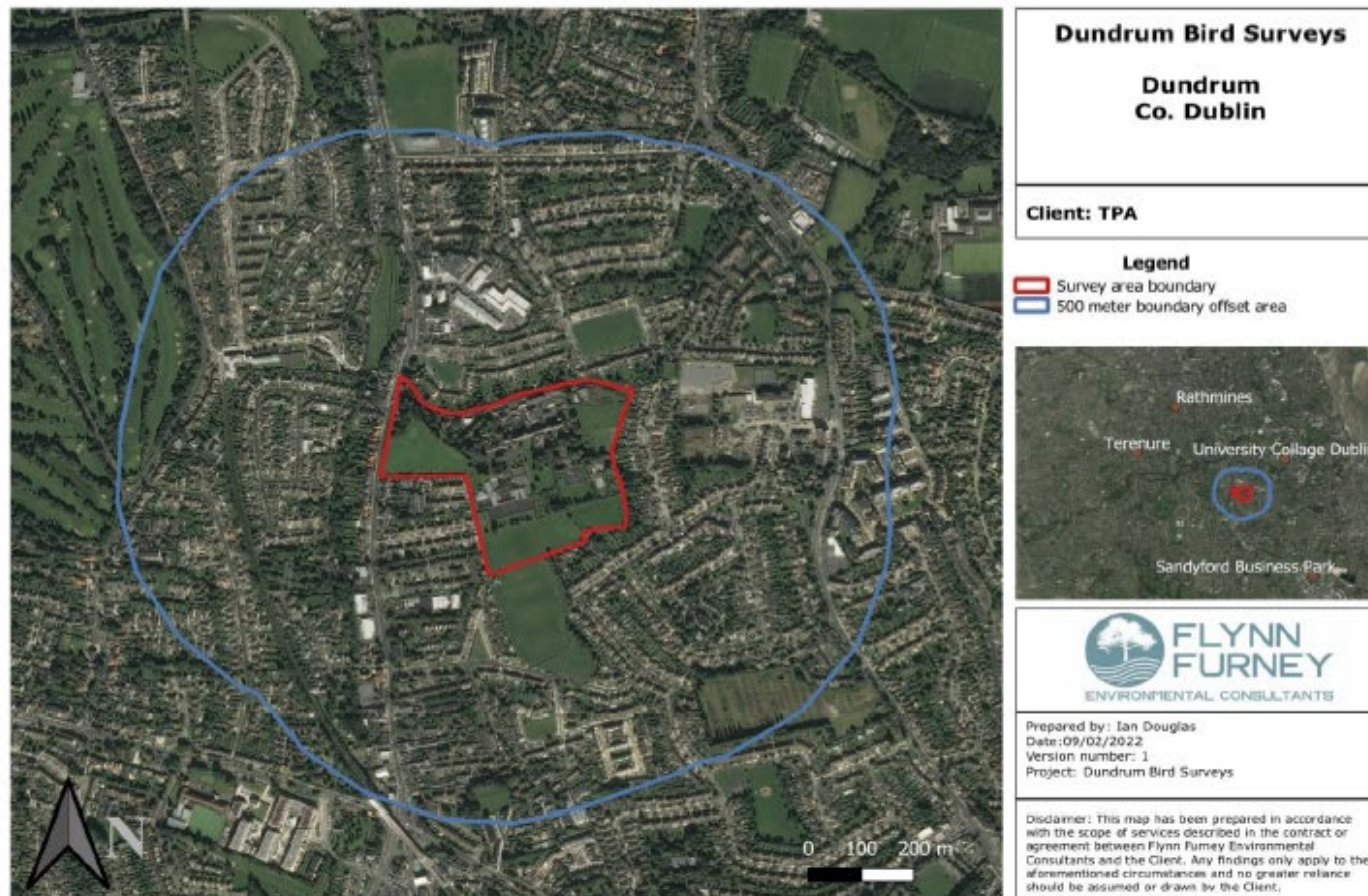 Dundrum Bird Surveys
Dundrum
Co. Dublin
Client: TPA
Legend
Survey area boundary
500 meter boundary offset area
Rathmines
Terenure
University Collage Dublin
Sandyford Business Park
FLYNN
FURNEY
ENVIRONMENTAL CONSULTANTS
Prepared by: Ian Douglas
Date:09/02/2022
Version number: 1
Project: Dundrum Bird Surveys
Disclaimer: This map has been prepared in accordance
with the scope of services described in the contract or
agreement between Flynn Furney Environmental
Consultants and the Client. Any findings only apply to the
aforementioned circumstances and no greater reliance
should be assumed or drawn by the Client.
N
0 100 200 m